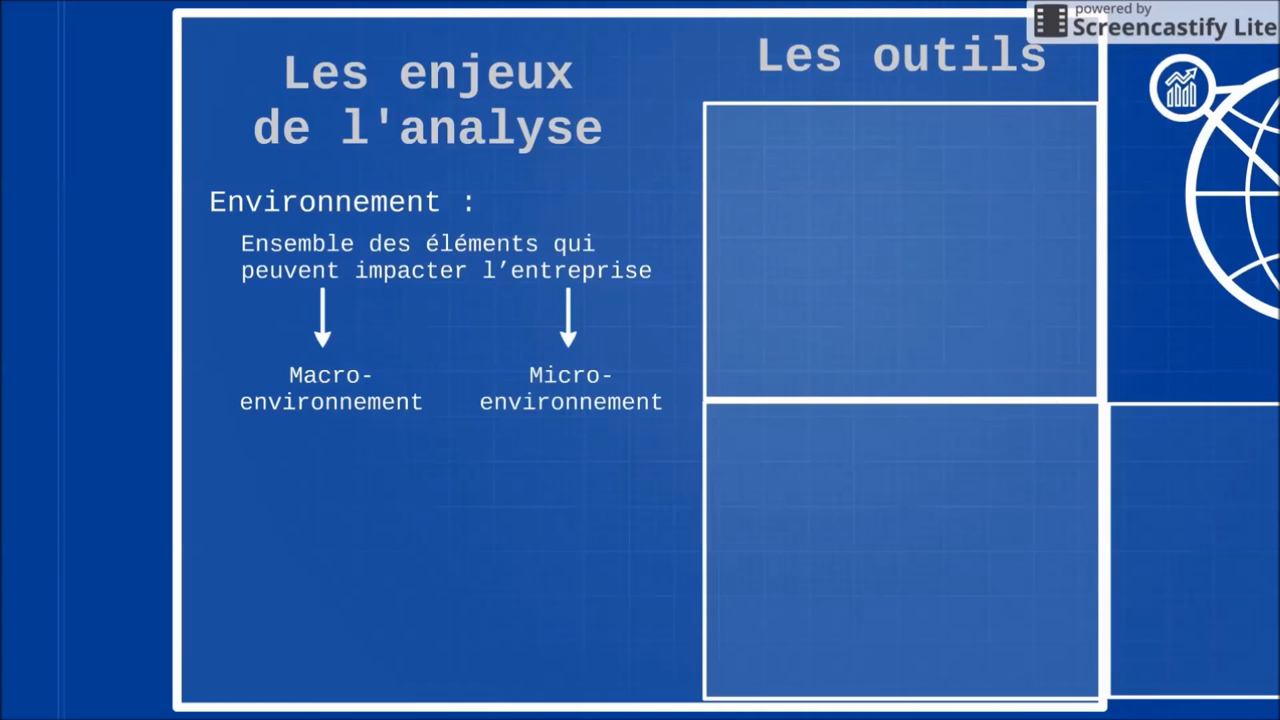 powered by
Screencastify Lite
Les enjeux
de l'analyse
Environnement :
Ensemble des éléments qui
peuvent impacter l’entreprise
Macro-
environnement
Micro-
environnement
Les outils